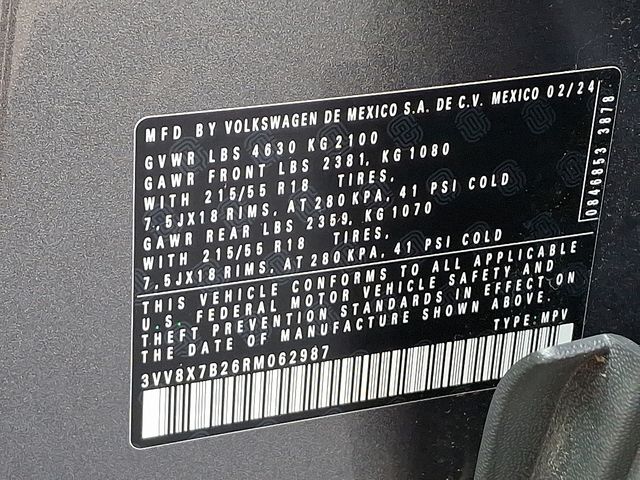 MFD BY VOLKSWAGEN DE MEXICO S.A. DE C.V. MEXICO 02/24
GVWR LBS 4630 KG 2100
GAWR FRONT LBS 2381, KG 1080
WITH 215/55 R18 TIRES,
7,5JX18 RIMS, AT 280 KPA, 41 PSI COLD
GAWR REAR LBS 2359, KG 1070
WITH 215/55 R18 TIRES,
7,5JX18 RIMS, AT 280 KPA, 41 PSI COLD
0846853 3878
THIS VEHICLE CONFORMS TO ALL APPLICABLE
U.S. FEDERAL MOTOR VEHICLE SAFETY AND
THEFT PREVENTION STANDARDS IN EFFECT ON
THE DATE OF MANUFACTURE SHOWN ABOVE.
TYPE: MPV
3VV8X7B26RM062987